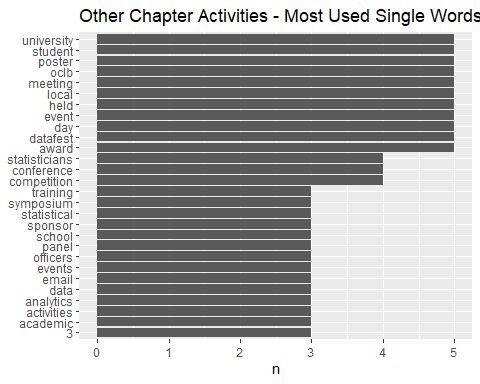 Other Chapter Activities - Most Used Single Words
university
student
poster
oclb
meeting
local
held
event
day
datafest
award
statisticians
conference
competition
training
symposium
statistical
sponsor
school
panel
officers
events
email
data
analytics
activities
academic
3
0 1 2 3 4 5
n